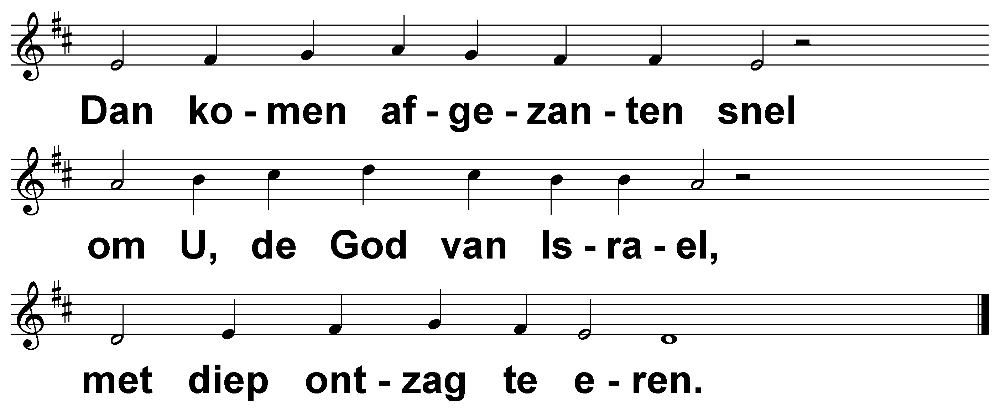 Dan ko - men af - ge - zan - ten snel
om U, de God van Is - ra - el,
met diep ont - zag te e - ren.